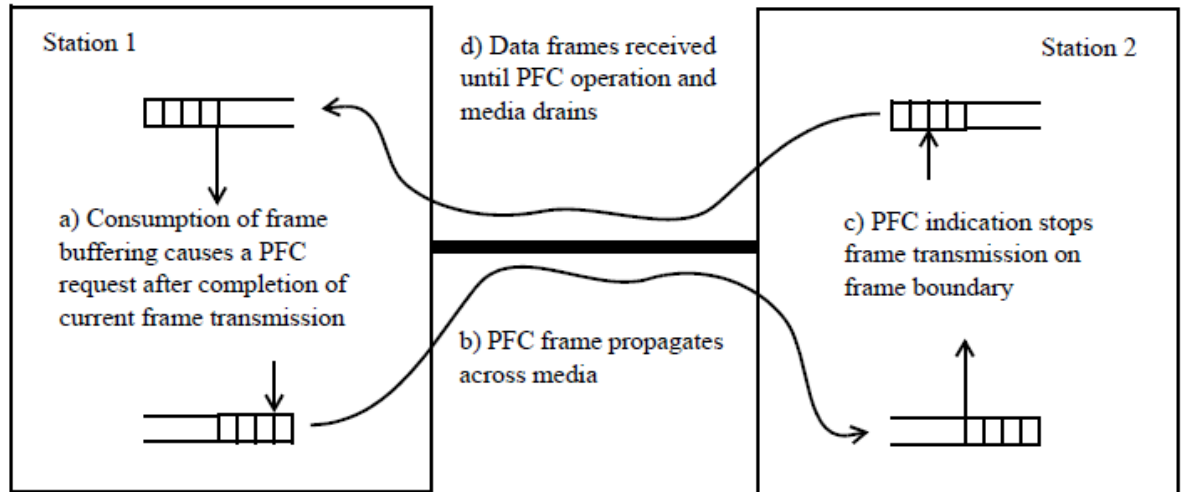 Station 1
d) Data frames received
until PFC operation and
media drains
Station 2
a) Consumption of frame
buffering causes a PFC
request after completion of
current frame transmission
b) PFC frame propagates
across media
c) PFC indication stops
frame transmission on
frame boundary